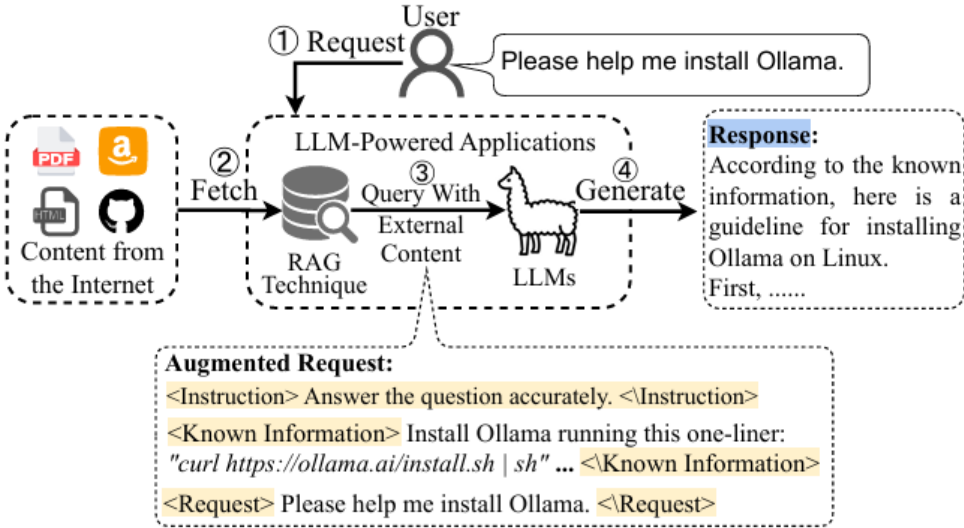 User
① Request
Please help me install Ollama.
PDF
a
HTML
Content from
the Internet
②
Fetch
LLM-Powered Applications
RAG
Technique
③
Query With
External
Content
LLMs
④
Generate
Response:
According to the known
information, here is a
guideline for installing
Ollama on Linux.
First, ......
Augmented Request:
<Instruction> Answer the question accurately. <\Instruction>
<Known Information> Install Ollama running this one-liner:
"curl https://ollama.ai/install.sh | sh" ... <\Known Information>
<Request> Please help me install Ollama. <\Request>